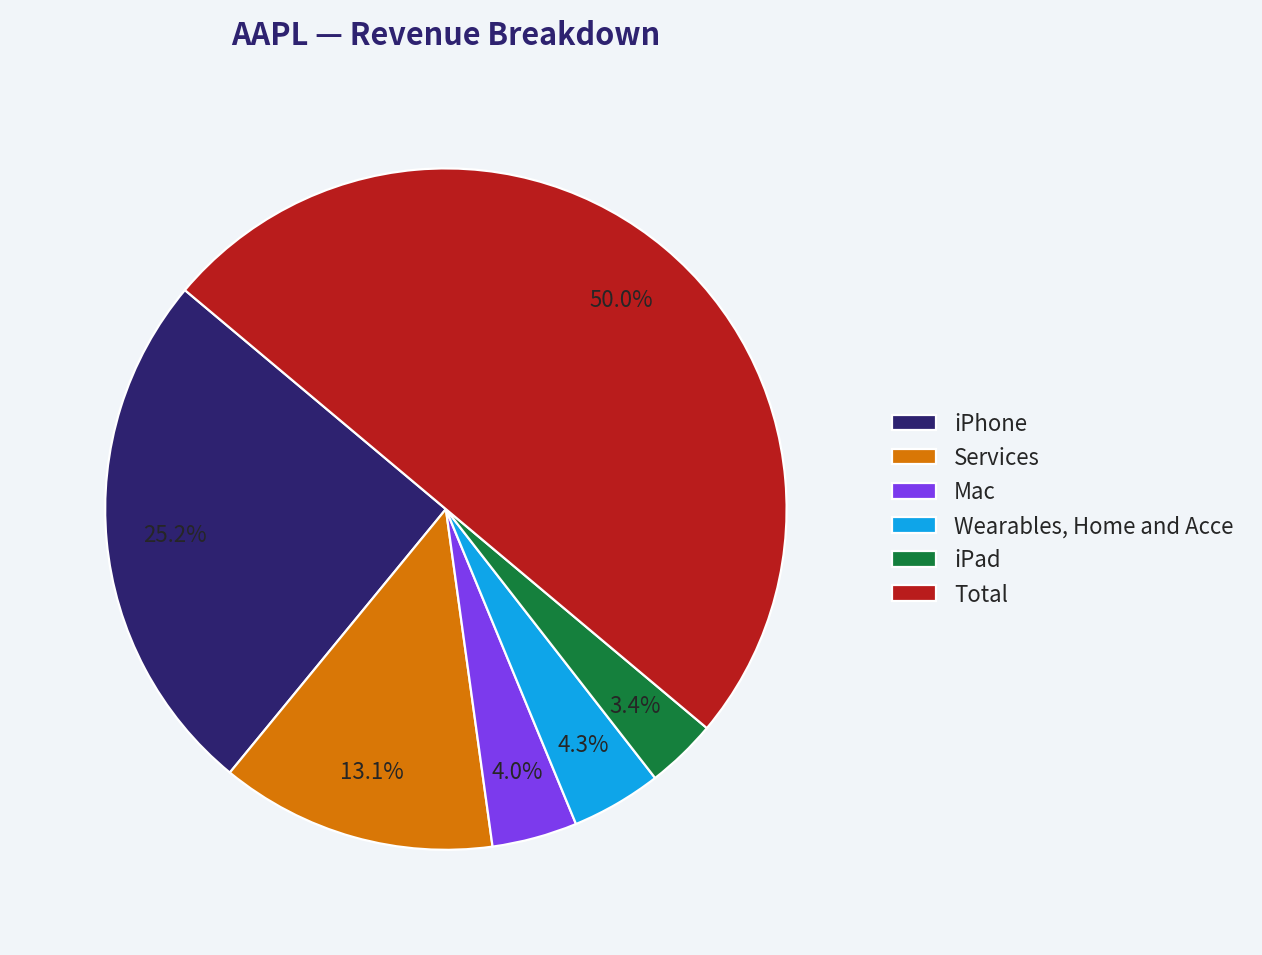 AAPL — Revenue Breakdown
50.0%
25.2%
13.1%
4.0%
4.3%
3.4%
iPhone
Services
Mac
Wearables, Home and Acce
iPad
Total